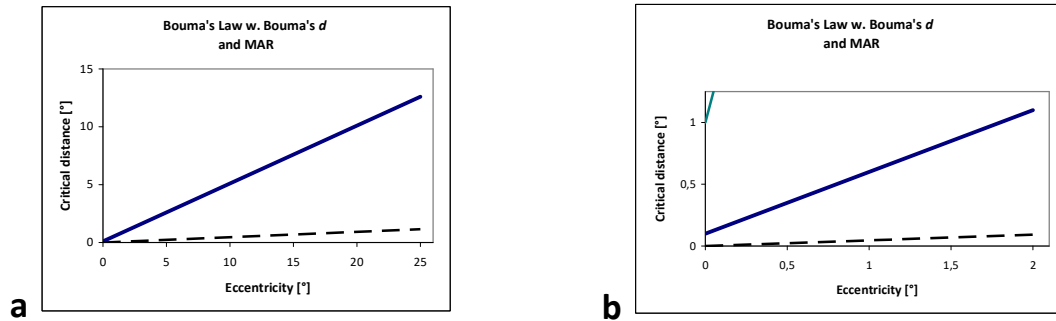 Bouma's Law w. Bouma's d
and MAR
15
10
5
0
Critical distance [°]
0 5 10 15 20 25
Eccentricity [°]
a
Bouma's Law w. Bouma's d
and MAR
1
0,5
0
Critical distance [°]
0 0,5 1 1,5 2
Eccentricity [°]
b